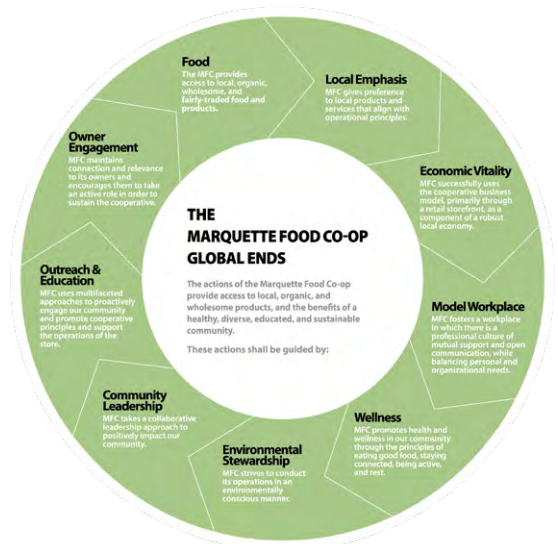 THE
MARQUETTE FOOD CO-OP
GLOBAL ENDS
The actions of the Marquette Food Co-op
provide access to local, organic, and
wholesome products, and the benefits of a
healthy, diverse, educated, and sustainable
community.
These actions shall be guided by:
Food
The MFC provides
access to local, organic,
wholesome, and
fairly-traded food and
products.
Local Emphasis
MFC gives preference
to local products and
services that align with
operational principles.
Economic Vitality
MFC successfully uses
the cooperative business
model, primarily through
a retail storefront, as a
component of a robust
local economy.
Model Workplace
MFC fosters a workplace
in which there is a
professional culture of
mutual support and open
communication, while
balancing personal and
organizational needs.
Wellness
MFC promotes health and
wellness in our community
through the principles of
eating good food, staying
connected, being active,
and rest.
Environmental
Stewardship
MFC strives to conduct
its operations in an
environmentally
conscious manner.
Community
Leadership
MFC takes a collaborative
leadership approach to
positively impact our
community.
Outreach &
Education
MFC uses multifaceted
approaches to proactively
engage our community
and promote cooperative
principles and support
the operations of the
store.
Owner
Engagement
MFC maintains
connection and relevance
to its owners and
encourages them to take
an active role in order to
sustain the cooperative.